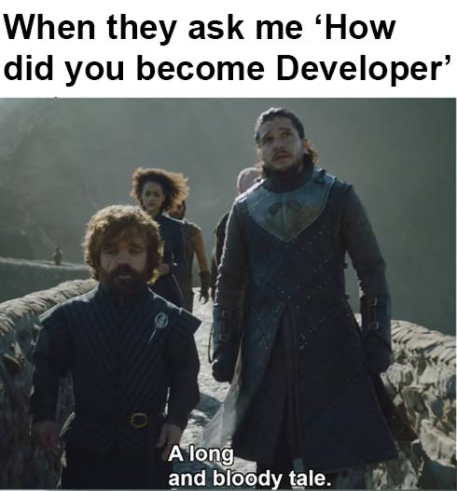 When they ask me ‘How
did you become Developer’
A long
and bloody tale.